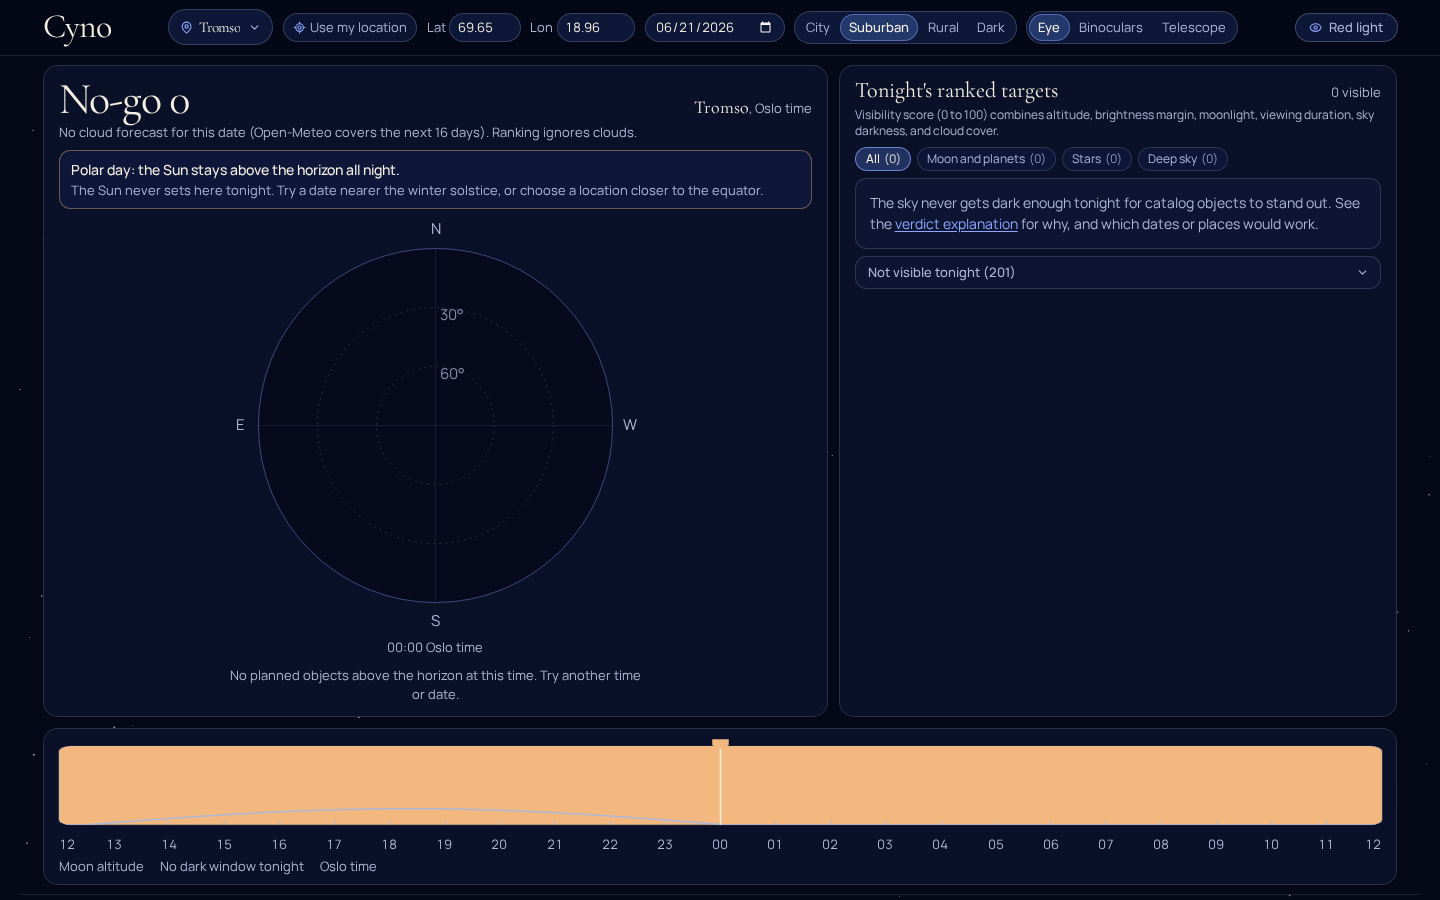 Cyno
Tromsø
Use my location
Lat 69.65
Lon 18.96
06/21/2026
City Suburban Rural Dark
Eye Binoculars Telescope
Red light
No-go 0
Tromso, Oslo time
No cloud forecast for this date (Open-Meteo covers the next 16 days). Ranking ignores clouds.
Polar day: the Sun stays above the horizon all night.
The Sun never sets here tonight. Try a date nearer the winter solstice, or choose a location closer to the equator.
N
30°
60°
E
W
S
00:00 Oslo time
No planned objects above the horizon at this time. Try another time
or date.
Tonight's ranked targets
0 visible
Visibility score (0 to 100) combines altitude, brightness margin, moonlight, viewing duration, sky
darkness, and cloud cover.
All (0) Moon and planets (0) Stars (0) Deep sky (0)
The sky never gets dark enough tonight for catalog objects to stand out. See
the verdict explanation for why, and which dates or places would work.
Not visible tonight (201)
12 13 14 15 16 17 18 19 20 21 22 23 00 01 02 03 04 05 06 07 08 09 10 11 12
Moon altitude No dark window tonight Oslo time